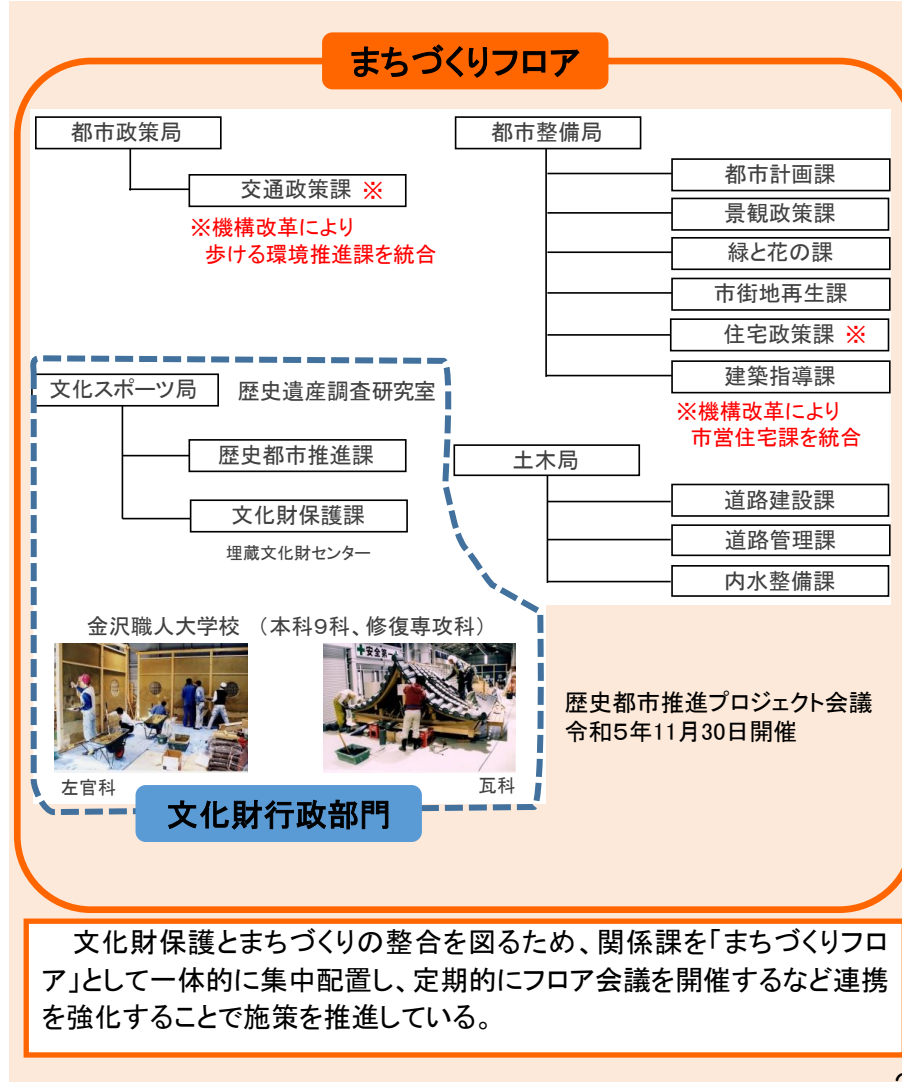 まちづくりフロア
都市政策局
交通政策課 ※
※機構改革により
歩ける環境推進課を統合
都市整備局
都市計画課
景観政策課
緑と花の課
市街地再生課
住宅政策課 ※
建築指導課
※機構改革により
市営住宅課を統合
文化スポーツ局
歴史遺産調査研究室
歴史都市推進課
文化財保護課
埋蔵文化財センター
土木局
道路建設課
道路管理課
内水整備課
金沢職人大学校 (本科9科、修復専攻科)
安全第一
左官科
瓦科
文化財行政部門
歴史都市推進プロジェクト会議
令和5年11月30日開催
文化財保護とまちづくりの整合を図るため、関係課を「まちづくりフロ
ア」として一体的に集中配置し、定期的にフロア会議を開催するなど連携
を強化することで施策を推進している。